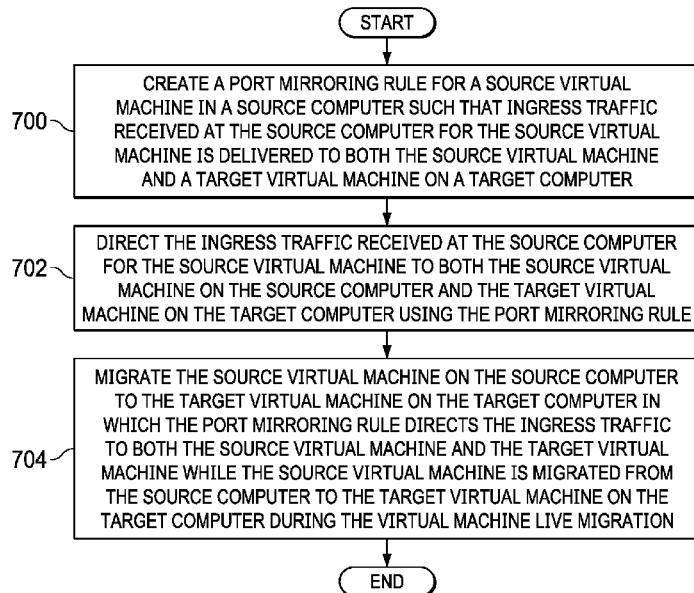 START
700
CREATE A PORT MIRRORING RULE FOR A SOURCE VIRTUAL
MACHINE IN A SOURCE COMPUTER SUCH THAT INGRESS TRAFFIC
RECEIVED AT THE SOURCE COMPUTER FOR THE SOURCE VIRTUAL
MACHINE IS DELIVERED TO BOTH THE SOURCE VIRTUAL MACHINE
AND A TARGET VIRTUAL MACHINE ON A TARGET COMPUTER
702
DIRECT THE INGRESS TRAFFIC RECEIVED AT THE SOURCE COMPUTER
FOR THE SOURCE VIRTUAL MACHINE TO BOTH THE SOURCE VIRTUAL
MACHINE ON THE SOURCE COMPUTER AND THE TARGET VIRTUAL
MACHINE ON THE TARGET COMPUTER USING THE PORT MIRRORING RULE
704
MIGRATE THE SOURCE VIRTUAL MACHINE ON THE SOURCE COMPUTER
TO THE TARGET VIRTUAL MACHINE ON THE TARGET COMPUTER IN
WHICH THE PORT MIRRORING RULE DIRECTS THE INGRESS TRAFFIC
TO BOTH THE SOURCE VIRTUAL MACHINE AND THE TARGET VIRTUAL
MACHINE WHILE THE SOURCE VIRTUAL MACHINE IS MIGRATED FROM
THE SOURCE COMPUTER TO THE TARGET VIRTUAL MACHINE ON THE
TARGET COMPUTER DURING THE VIRTUAL MACHINE LIVE MIGRATION
END